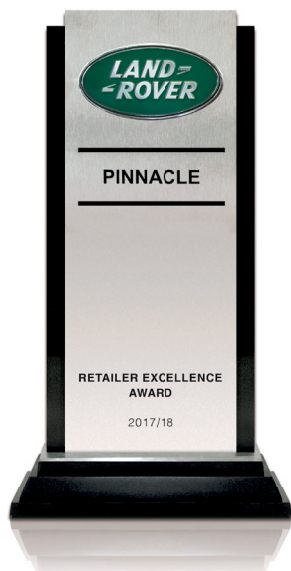 LAND
ROVER
PINNACLE
RETAILER EXCELLENCE
AWARD
2017/18